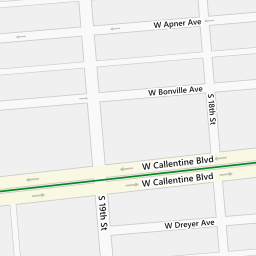 W Apner Ave
W Bonville Ave
S 18th St
W Callentine Blvd
W Callentine Blvd
S 19th St
W Dreyer Ave